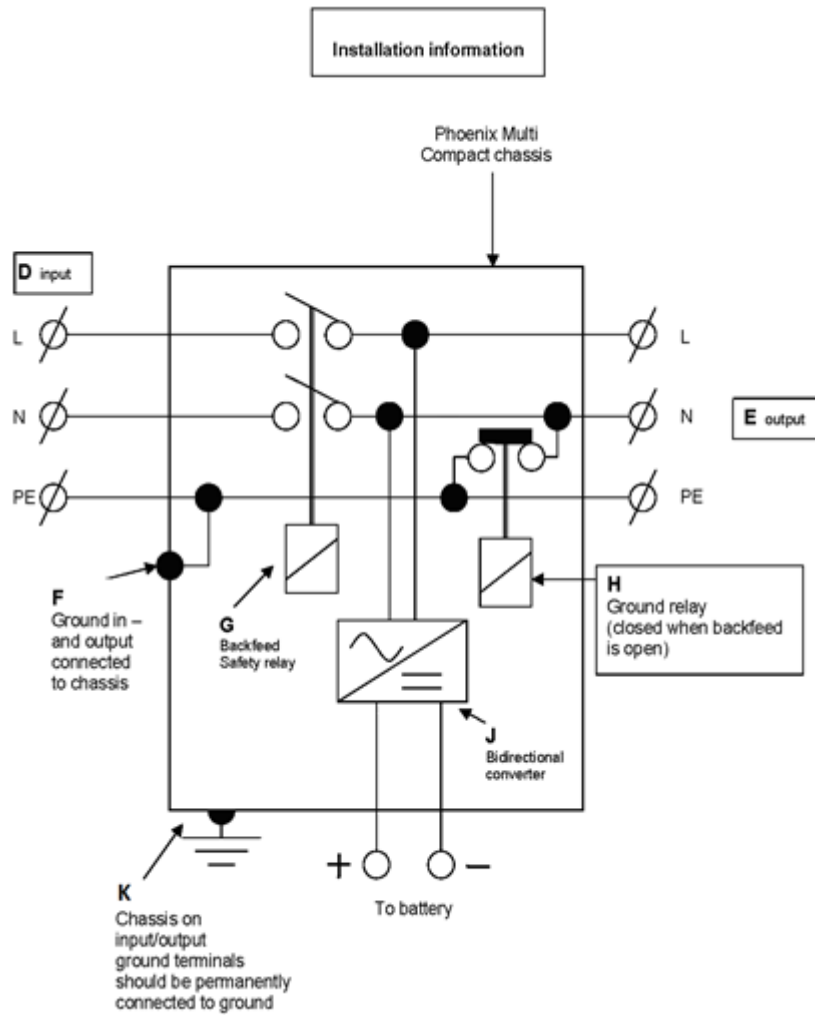 Installation information
Phoenix Multi
Compact chassis
D input
L
L
N
N
E output
PE
PE
F
Ground in –
and output
connected
to chassis
G
Backfeed
Safety relay
H
Ground relay
(closed when backfeed
is open)
J
Bidirectional
converter
+
–
To battery
K
Chassis on
input/output
ground terminals
should be permanently
connected to ground